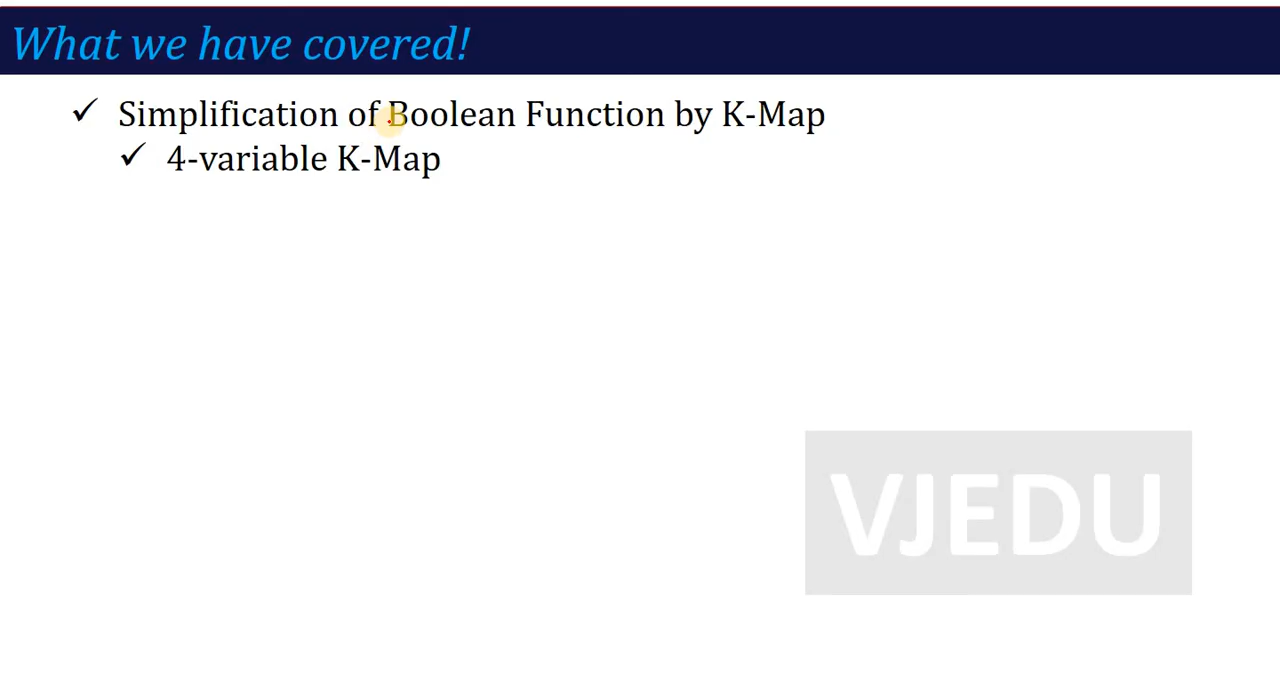 What we have covered!
✓ Simplification of Boolean Function by K-Map
✓ 4-variable K-Map
VJEDU